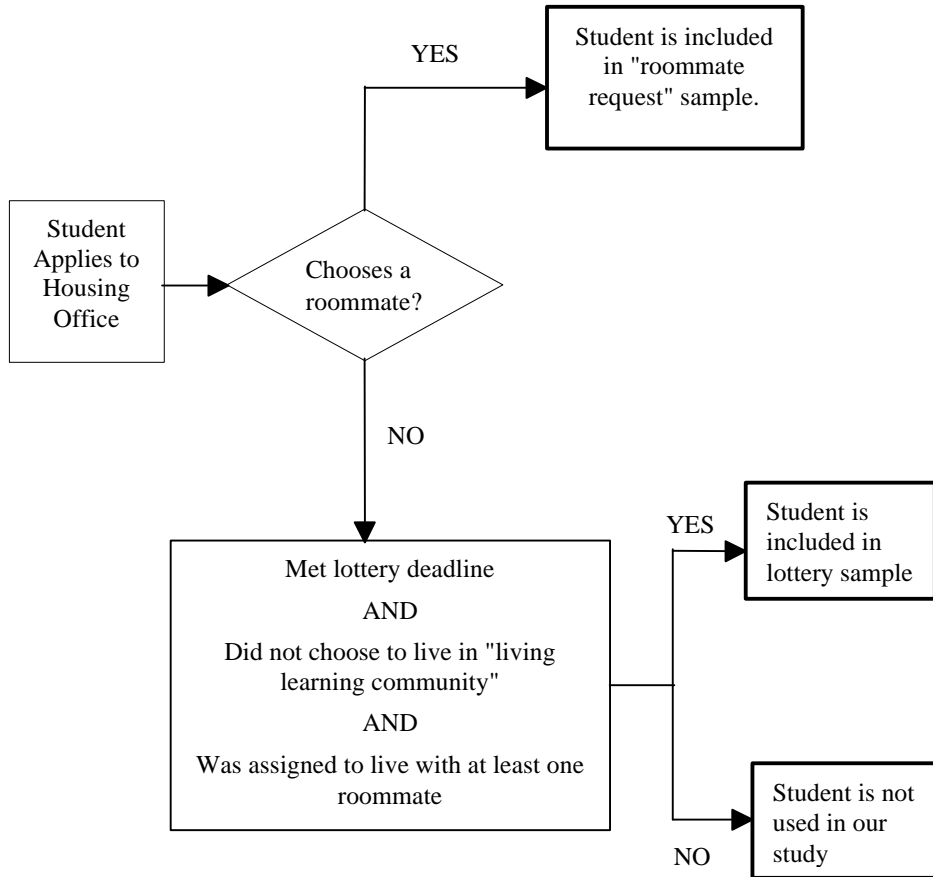 YES
Student is included
in "roommate
request" sample.
Student
Applies to
Housing
Office
Chooses a
roommate?
NO
Met lottery deadline
AND
Did not choose to live in "living
learning community"
AND
Was assigned to live with at least one
roommate
YES
Student is
included in
lottery sample
NO
Student is not
used in our
study